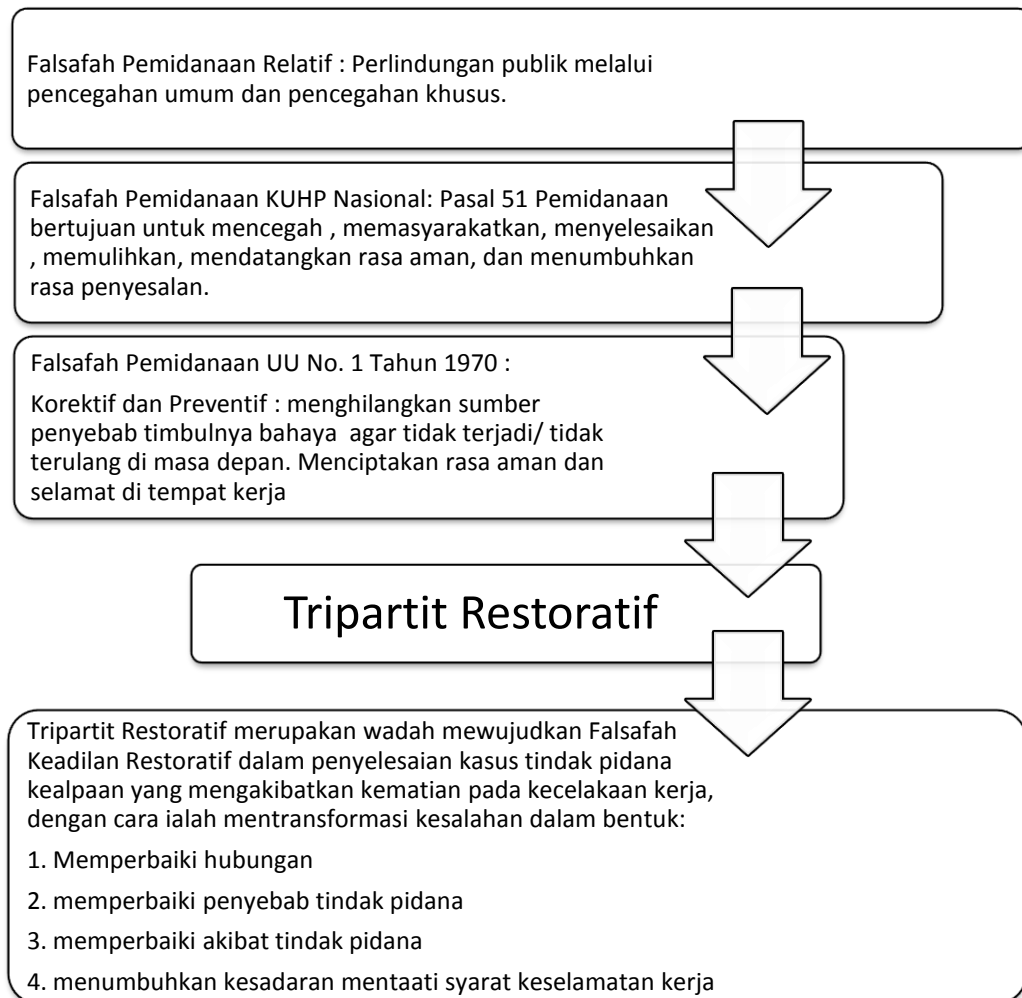 Falsafah Pemidanaan Relatif : Perlindungan publik melalui
pencegahan umum dan pencegahan khusus.
Falsafah Pemidanaan KUHP Nasional: Pasal 51 Pemidanaan
bertujuan untuk mencegah , memasyarakatkan, menyelesaikan
, memulihkan, mendatangkan rasa aman, dan menumbuhkan
rasa penyesalan.
Falsafah Pemidanaan UU No. 1 Tahun 1970 :
Korektif dan Preventif : menghilangkan sumber
penyebab timbulnya bahaya  agar tidak terjadi/ tidak
terulang di masa depan. Menciptakan rasa aman dan
selamat di tempat kerja
Tripartit Restoratif
Tripartit Restoratif merupakan wadah mewujudkan Falsafah
Keadilan Restoratif dalam penyelesaian kasus tindak pidana
kealpaan yang mengakibatkan kematian pada kecelakaan kerja,
dengan cara ialah mentransformasi kesalahan dalam bentuk:
1. Memperbaiki hubungan
2. memperbaiki penyebab tindak pidana
3. memperbaiki akibat tindak pidana
4. menumbuhkan kesadaran mentaati syarat keselamatan kerja